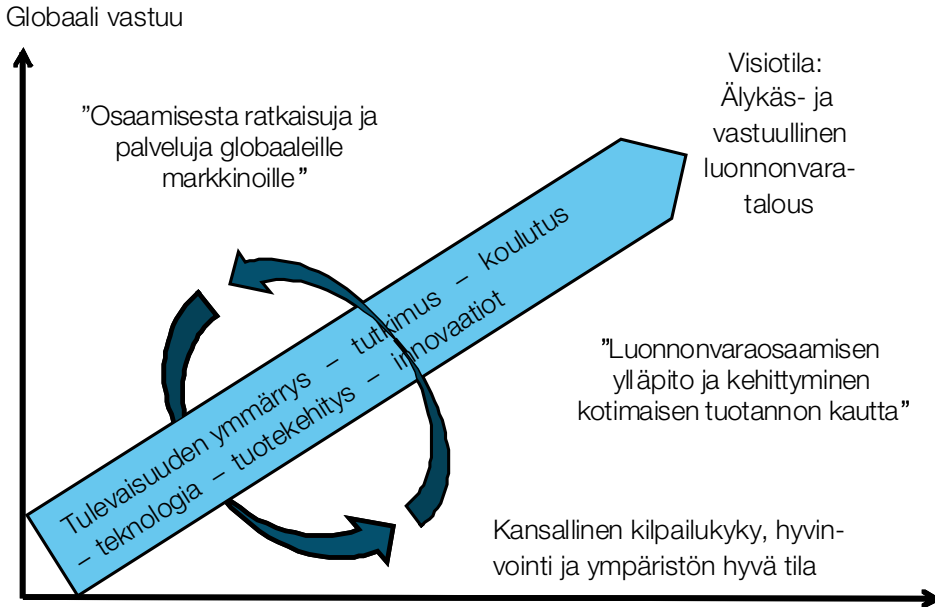 Globaali vastuu
"Osaamisesta ratkaisuja ja
palveluja globaaleille
markkinoille"
Visiotila:
Älykäs- ja
vastuullinen
luonnonvara-
talous
Tulevaisuuden ymmärrys – tutkimus – koulutus
– teknologia – tuotekehitys – innovaatiot
"Luonnonvaraosaamisen
ylläpito ja kehittyminen
kotimaisen tuotannon kautta"
Kansallinen kilpailukyky, hyvin-
vointi ja ympäristön hyvä tila